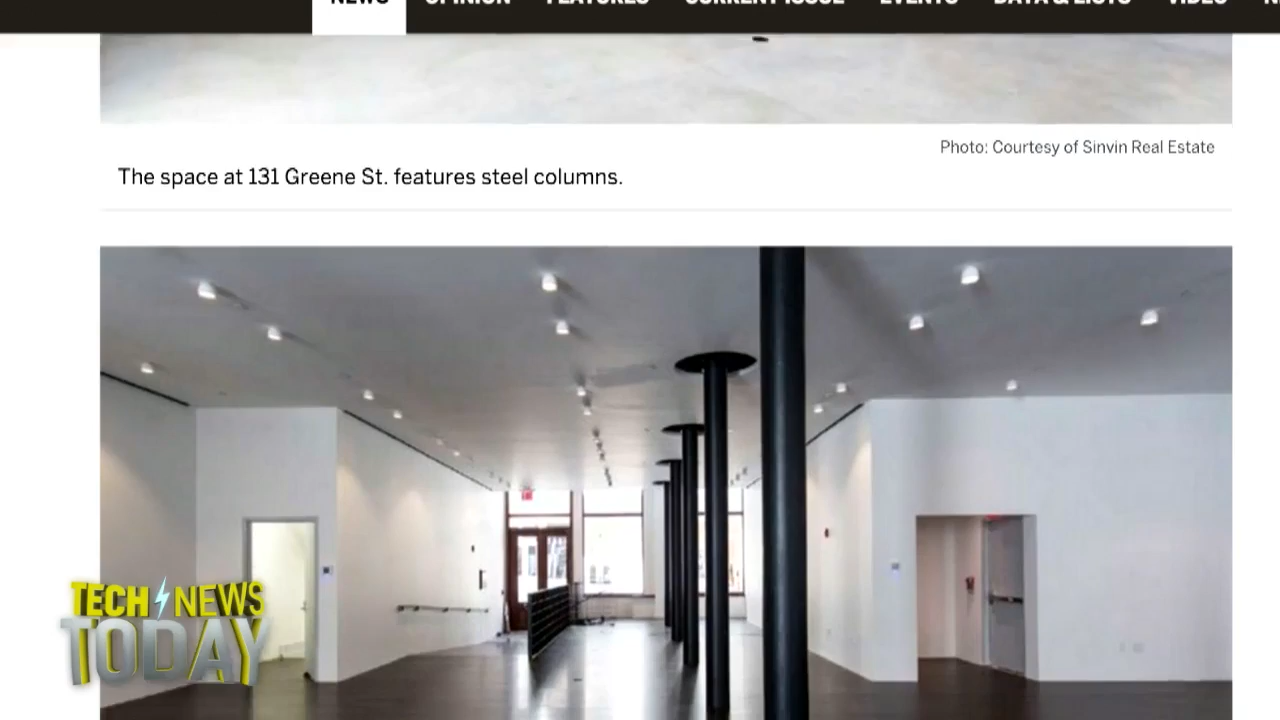 NEWS OPINION FEATURES CURRENT ISSUE EVENTS DATA & LISTS VIDEO
Photo: Courtesy of Sinvin Real Estate
The space at 131 Greene St. features steel columns.
TECH NEWS
TODAY